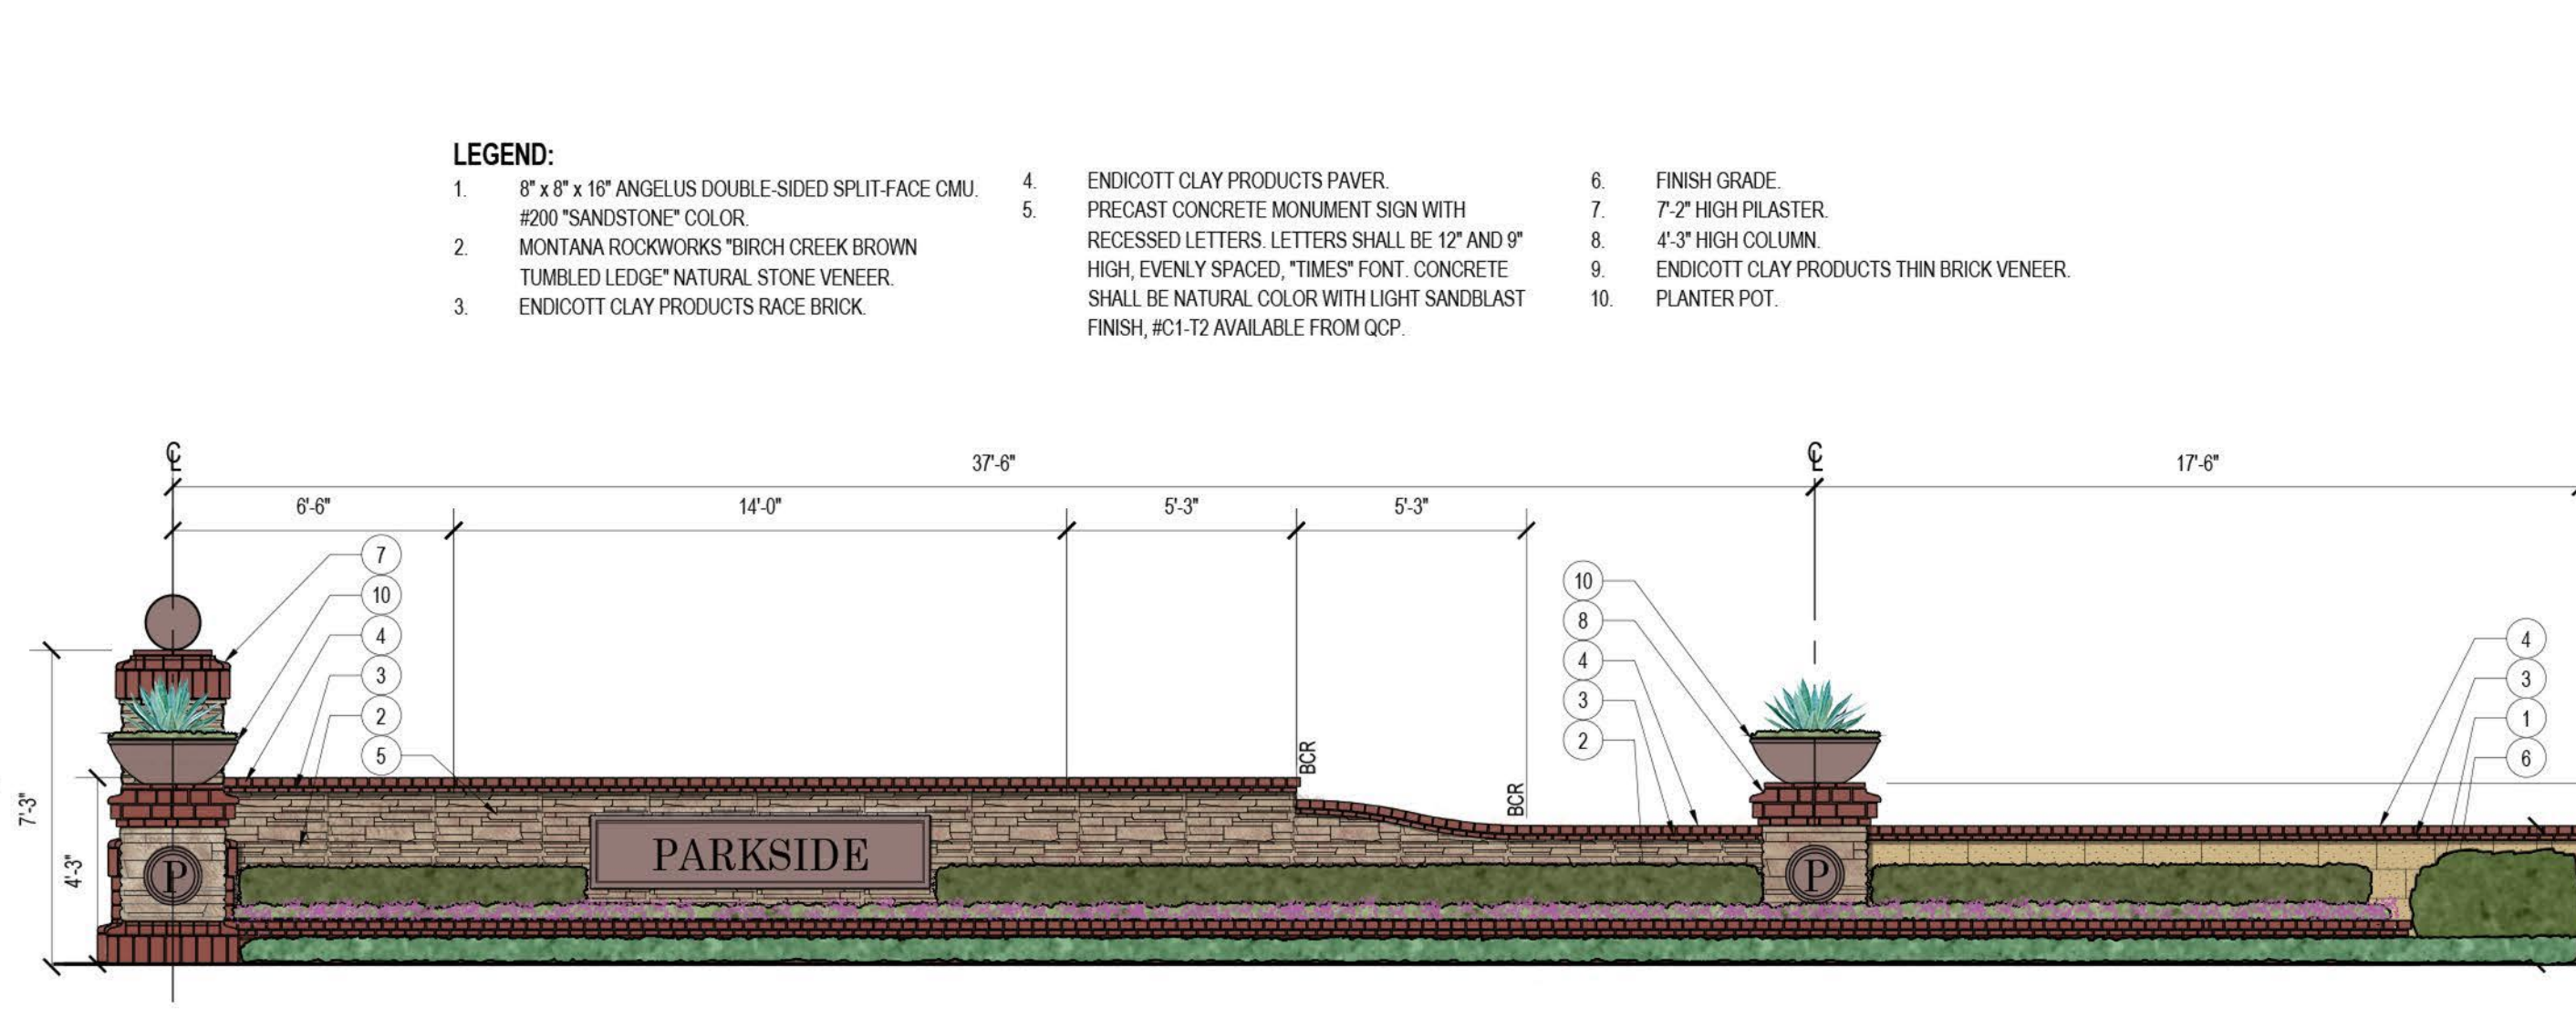 LEGEND:
1. 8" x 8" x 16" ANGELUS DOUBLE-SIDED SPLIT-FACE CMU.
#200 "SANDSTONE" COLOR.
2. MONTANA ROCKWORKS "BIRCH CREEK BROWN
TUMBLED LEDGE" NATURAL STONE VENEER.
3. ENDICOTT CLAY PRODUCTS RACE BRICK.
4. ENDICOTT CLAY PRODUCTS PAVER.
5. PRECAST CONCRETE MONUMENT SIGN WITH
RECESSED LETTERS. LETTERS SHALL BE 12" AND 9"
HIGH, EVENLY SPACED, "TIMES" FONT. CONCRETE
SHALL BE NATURAL COLOR WITH LIGHT SANDBLAST
FINISH, #C1-T2 AVAILABLE FROM QCP.
6. FINISH GRADE.
7. 7'-2" HIGH PILASTER.
8. 4'-3" HIGH COLUMN.
9. ENDICOTT CLAY PRODUCTS THIN BRICK VENEER.
10. PLANTER POT.
℄
37'-6"
℄
17'-6"
6'-6"
14'-0"
5'-3"
5'-3"
7
10
4
3
2
5
10
8
4
3
2
4
3
1
6
BCR
BCR
7'-3"
4'-3"
PARKSIDE
P
P